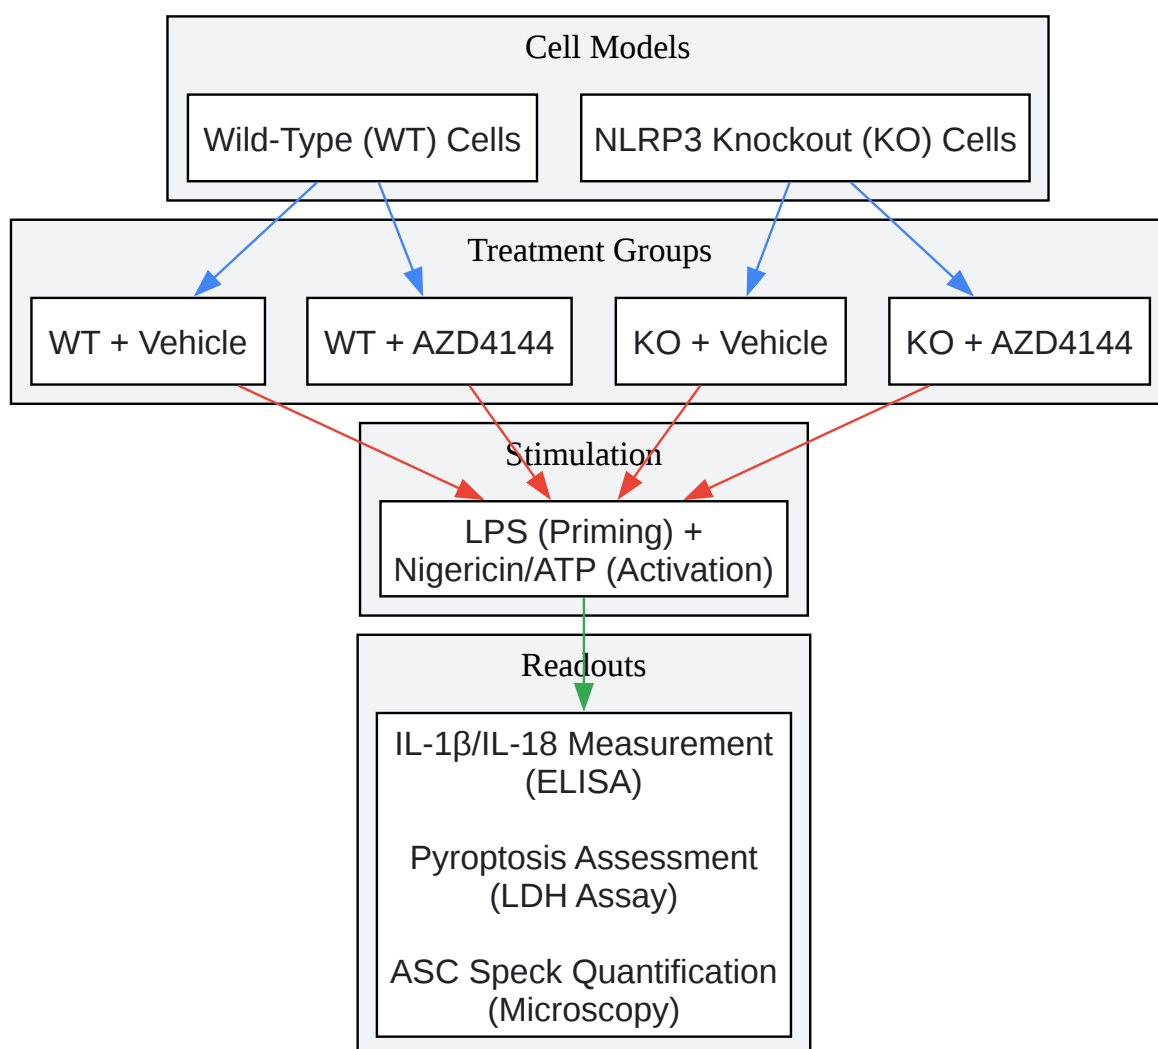 Cell Models
Wild-Type (WT) Cells
NLRP3 Knockout (KO) Cells
Treatment Groups
WT + Vehicle
WT + AZD4144
KO + Vehicle
KO + AZD4144
Stimulation
LPS (Priming) +
Nigericin/ATP (Activation)
Readouts
IL-1β/IL-18 Measurement
(ELISA)
Pyroptosis Assessment
(LDH Assay)
ASC Speck Quantification
(Microscopy)